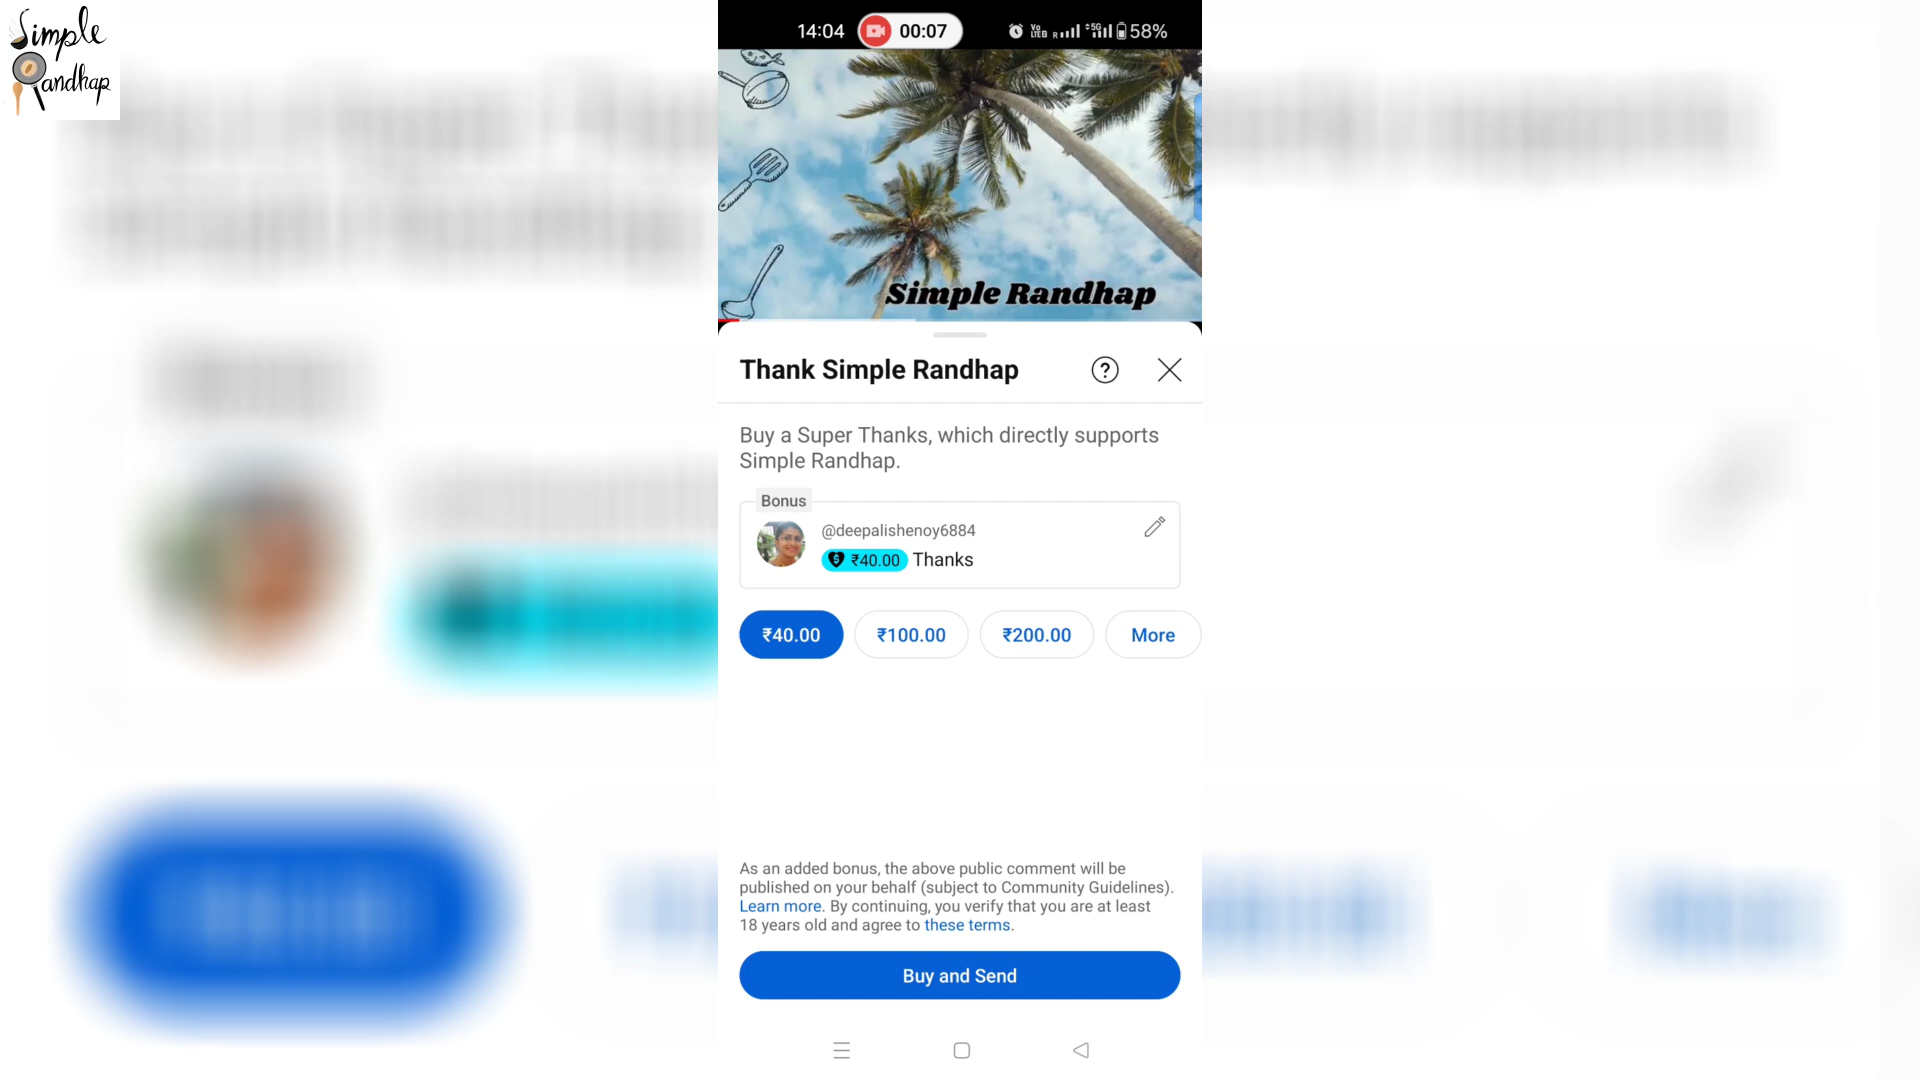 Simple
Randhap
14:04
00:07
Vo
LTEB
R
5G
58%
Simple Randhap
Thank Simple Randhap
?
Buy a Super Thanks, which directly supports
Simple Randhap.
Bonus
@deepalishenoy6884
$ ₹40.00 Thanks
₹40.00
₹100.00
₹200.00
More
As an added bonus, the above public comment will be
published on your behalf (subject to Community Guidelines).
Learn more. By continuing, you verify that you are at least
18 years old and agree to these terms.
Buy and Send